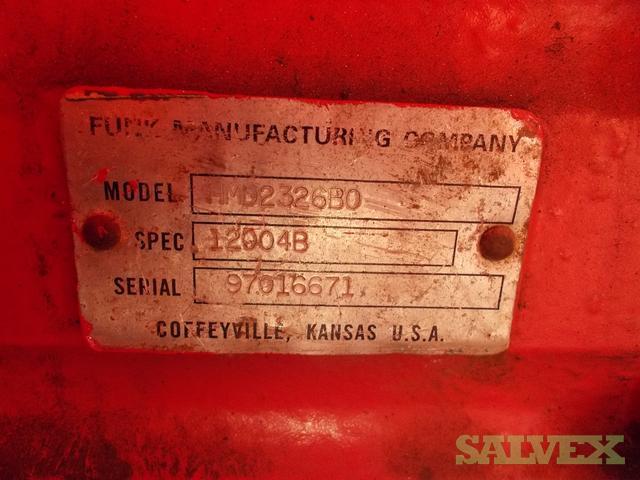 FUNK MANUFACTURING COMPANY
MODEL HMD2326B0
SPEC 12004B
SERIAL 97016671
COFFEYVILLE, KANSAS U.S.A.
SALVEX